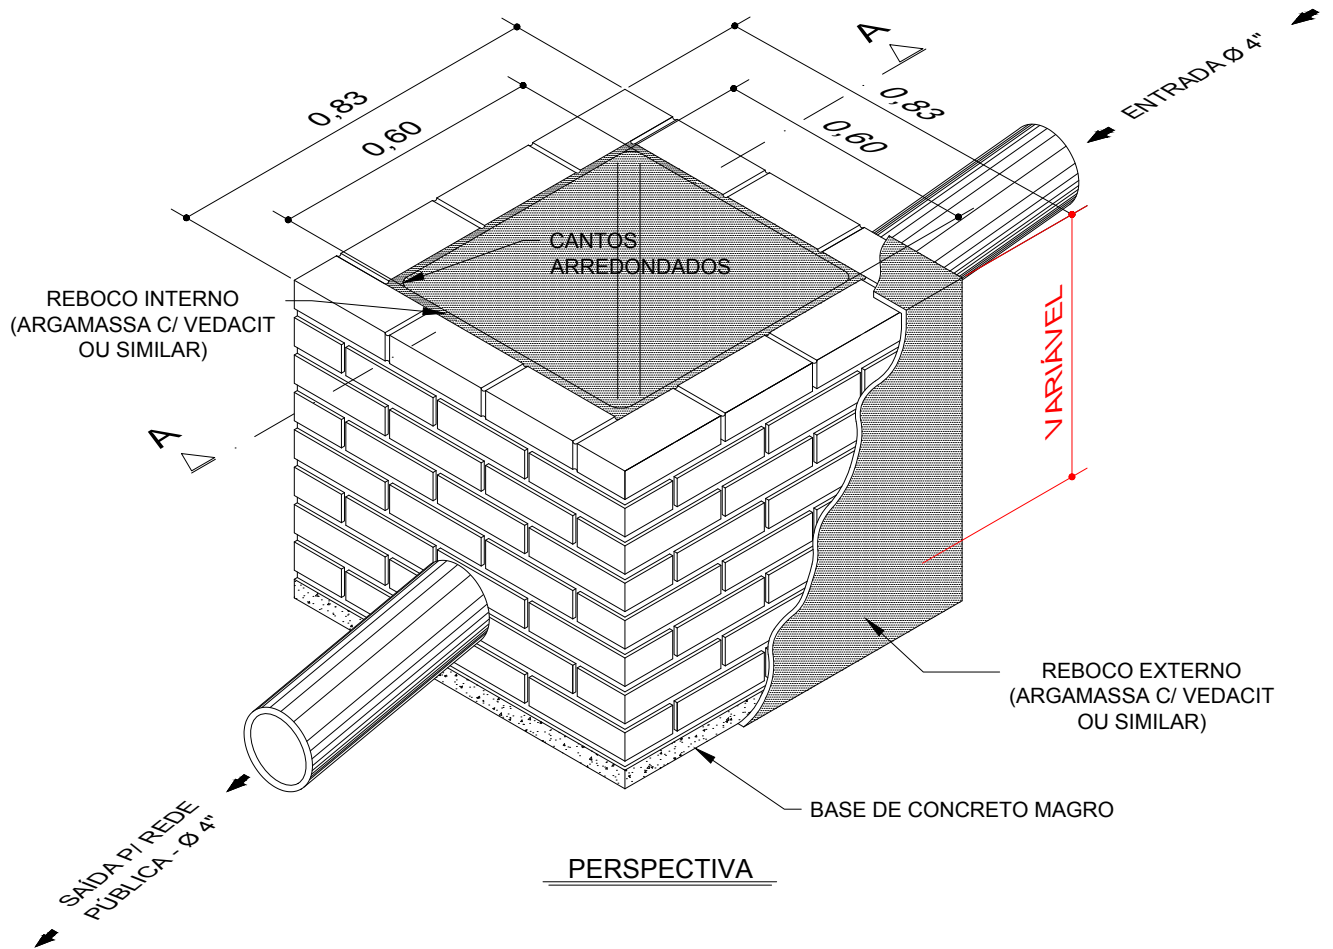 A
ENTRADA Ø 4"
0,83
0,60
0,83
0,60
CANTOS
ARREDONDADOS
REBOCO INTERNO
(ARGAMASSA C/ VEDACIT
OU SIMILAR)
VARIÁVEL
A
REBOCO EXTERNO
(ARGAMASSA C/ VEDACIT
OU SIMILAR)
BASE DE CONCRETO MAGRO
SAÍDA P/ REDE
PÚBLICA - Ø 4"
PERSPECTIVA